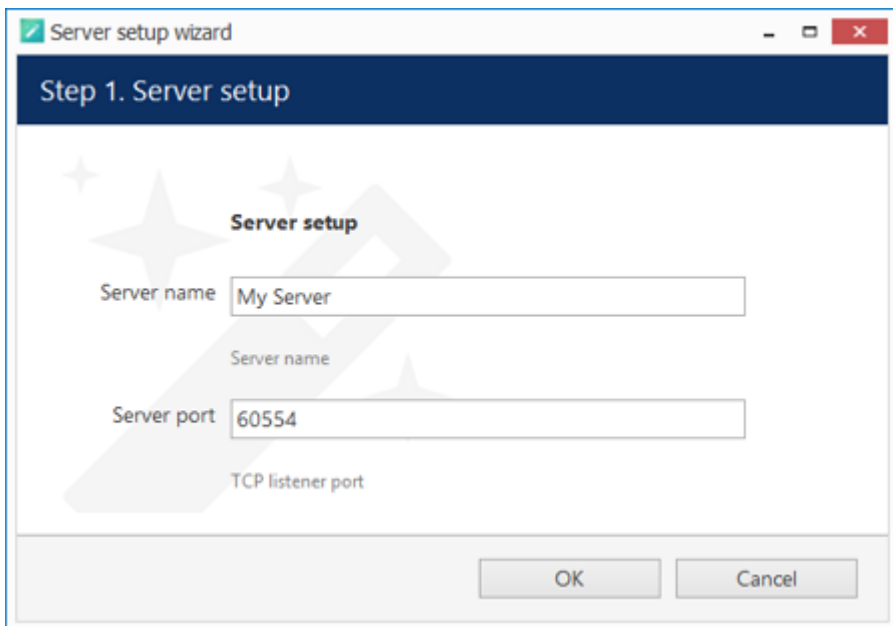 Server setup wizard
Step 1. Server setup
Server setup
Server name My Server
Server name
Server port 60554
TCP listener port
OK Cancel